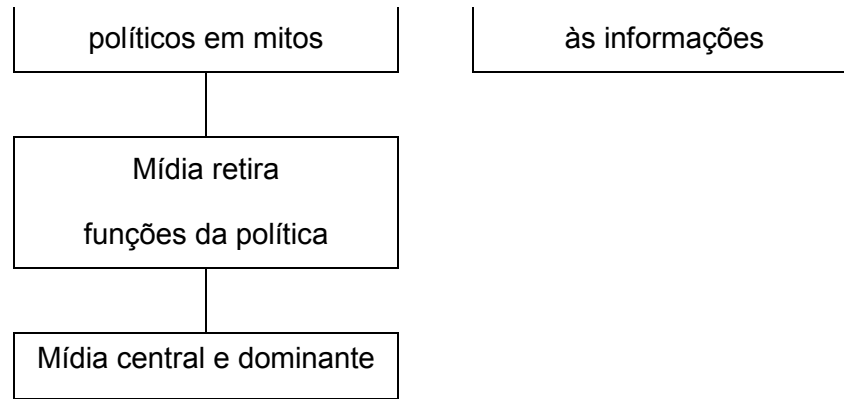 políticos em mitos
às informações
Mídia retira
funções da política
Mídia central e dominante